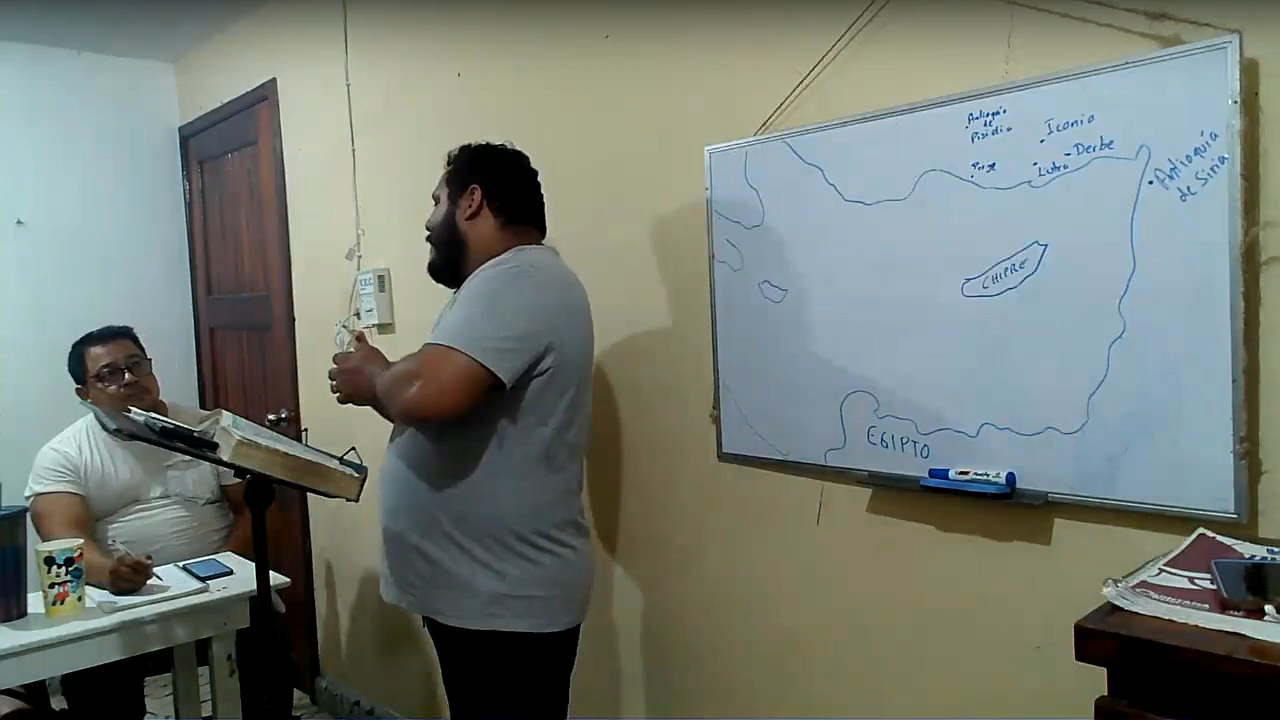 Antioquía
de
Pisidia
Iconio
Derbe
Listra
Perge
Antioquía
de Siria
CHIPRE
EGIPTO